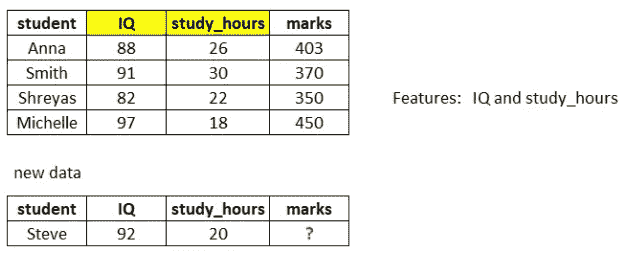 student IQ study_hours marks
Anna 88 26 403
Smith 91 30 370
Shreyas 82 22 350
Features: IQ and study_hours
Michelle 97 18 450
new data
student IQ study_hours marks
Steve 92 20 ?